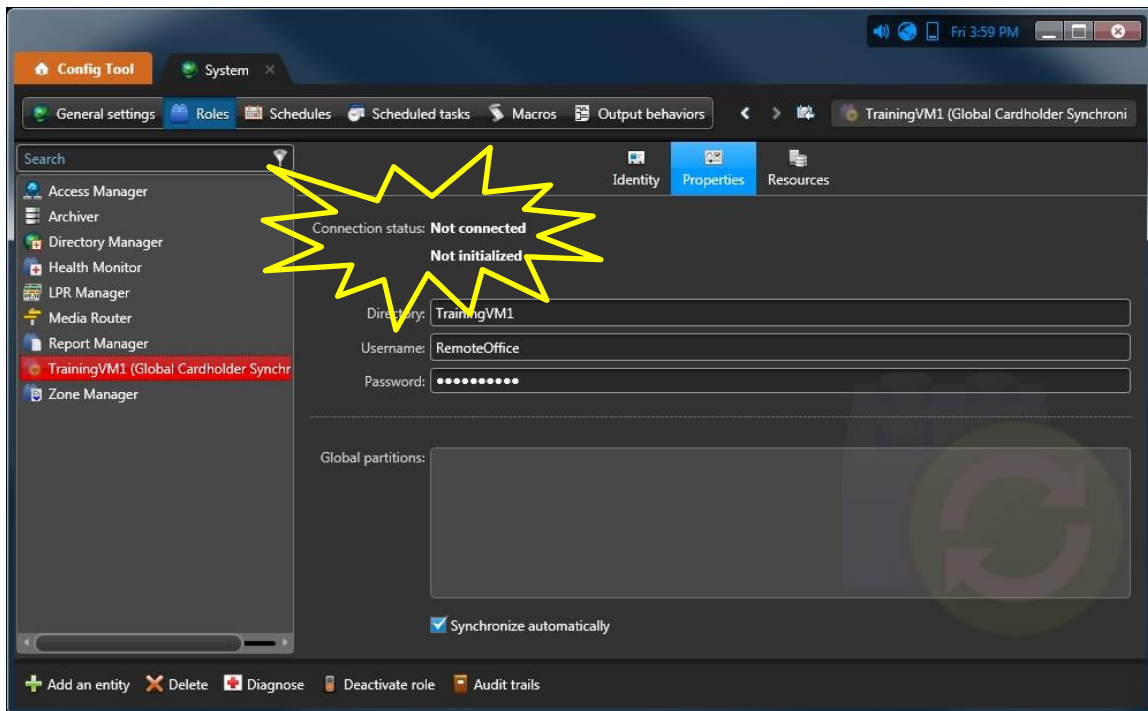 Fri 3:59 PM
Config Tool
System
General settings
Roles
Schedules
Scheduled tasks
Macros
Output behaviors
TrainingVM1 (Global Cardholder Synchroni
Search
Access Manager
Archiver
Directory Manager
Health Monitor
LPR Manager
Media Router
Report Manager
TrainingVM1 (Global Cardholder Synchr
Zone Manager
Identity
Properties
Resources
Connection status: Not connected
Not initialized
Directory: TrainingVM1
Username: RemoteOffice
Password: ●●●●●●●●●●
Global partitions:
Synchronize automatically
Add an entity
Delete
Diagnose
Deactivate role
Audit trails